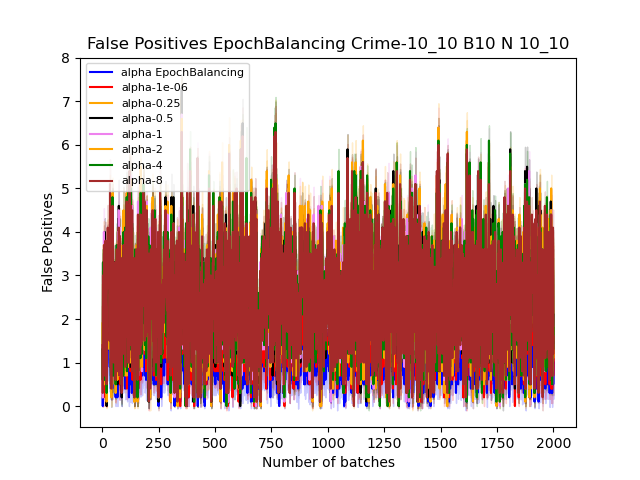 False Positives EpochBalancing Crime-10_10 B10 N 10_10
8
7
6
5
4
3
2
1
0
False Positives
alpha EpochBalancing
alpha-1e-06
alpha-0.25
alpha-0.5
alpha-1
alpha-2
alpha-4
alpha-8
0 250 500 750 1000 1250 1500 1750 2000
Number of batches